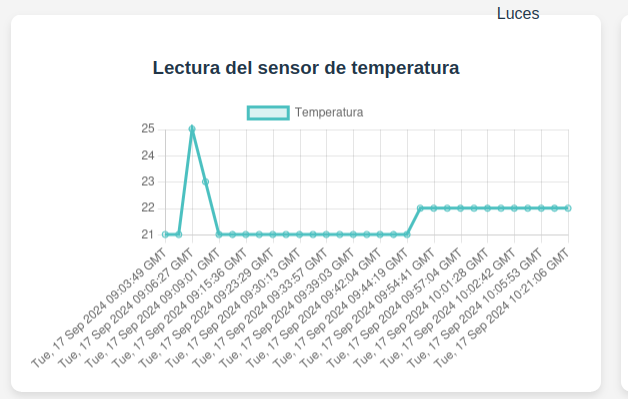 Luces
Lectura del sensor de temperatura
Temperatura
25
24
23
22
21
Tue, 17 Sep 2024 09:03:49 GMT
Tue, 17 Sep 2024 09:06:27 GMT
Tue, 17 Sep 2024 09:09:01 GMT
Tue, 17 Sep 2024 09:15:36 GMT
Tue, 17 Sep 2024 09:23:29 GMT
Tue, 17 Sep 2024 09:30:13 GMT
Tue, 17 Sep 2024 09:33:57 GMT
Tue, 17 Sep 2024 09:39:03 GMT
Tue, 17 Sep 2024 09:42:04 GMT
Tue, 17 Sep 2024 09:44:19 GMT
Tue, 17 Sep 2024 09:54:41 GMT
Tue, 17 Sep 2024 09:57:04 GMT
Tue, 17 Sep 2024 10:01:28 GMT
Tue, 17 Sep 2024 10:02:42 GMT
Tue, 17 Sep 2024 10:05:53 GMT
Tue, 17 Sep 2024 10:21:06 GMT